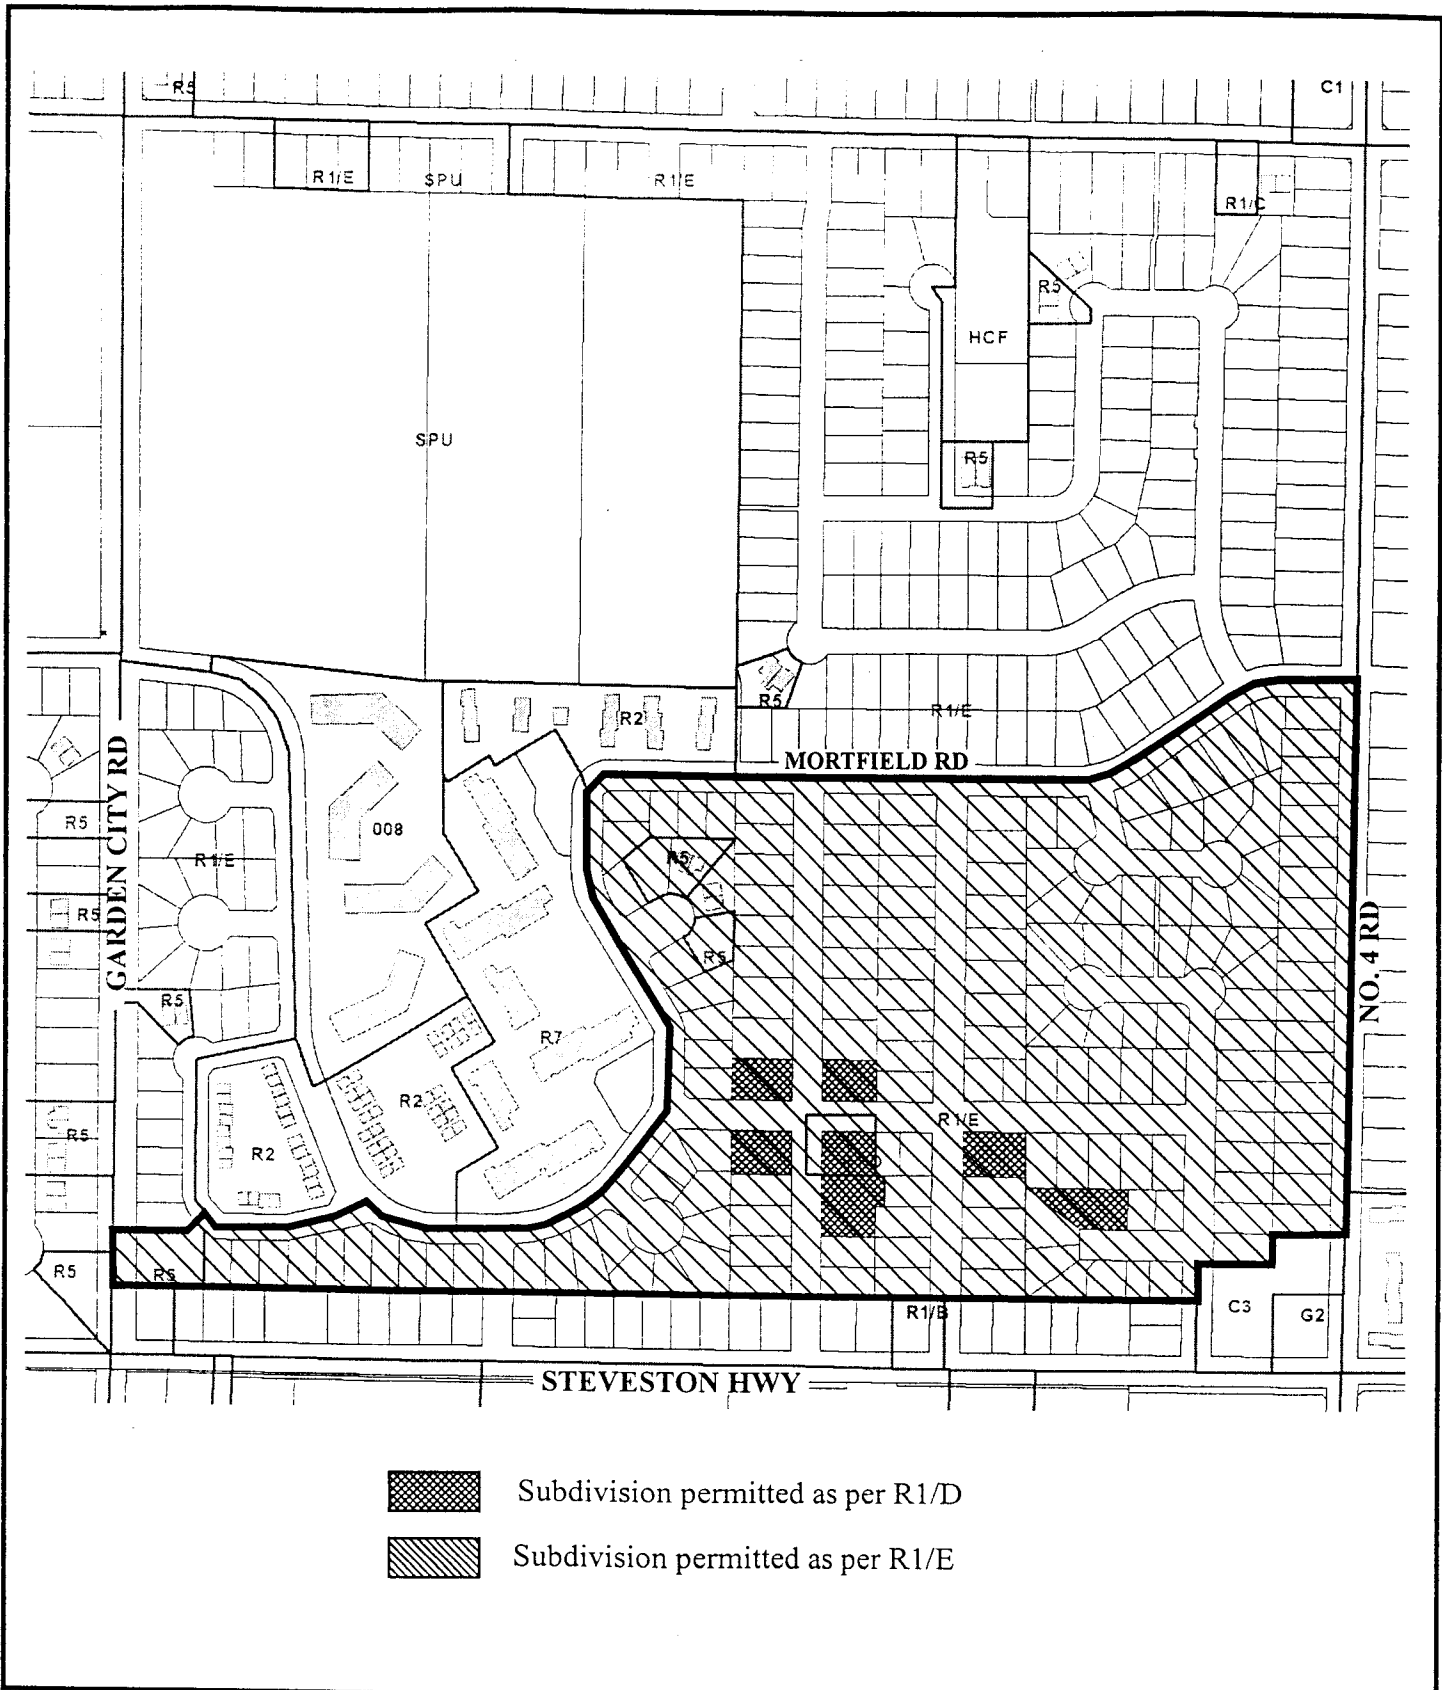 R5
C1
R1/E
SPU
R1/E
R1/C
R5
HCF
SPU
R5
R5
R2
R1/E
MORTFIELD RD
GARDEN CITY RD
R5
008
R1/E
R5
R5
R5
NO. 4 RD
R5
R7
R2
R1/E
R5
R2
R5
R5
R1/B
C3
G2
STEVESTON HWY
Subdivision permitted as per R1/D
Subdivision permitted as per R1/E